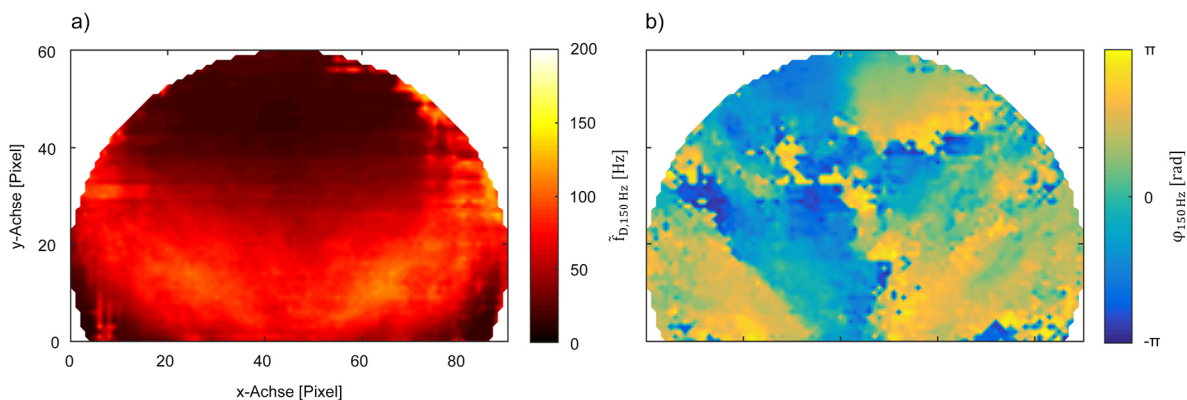 a)
60
40
20
0
y-Achse [Pixel]
0 20 40 60 80
x-Achse [Pixel]
200
150
100
50
0
f̃D,150 Hz [Hz]
b)
π
0
-π
φ150 Hz [rad]